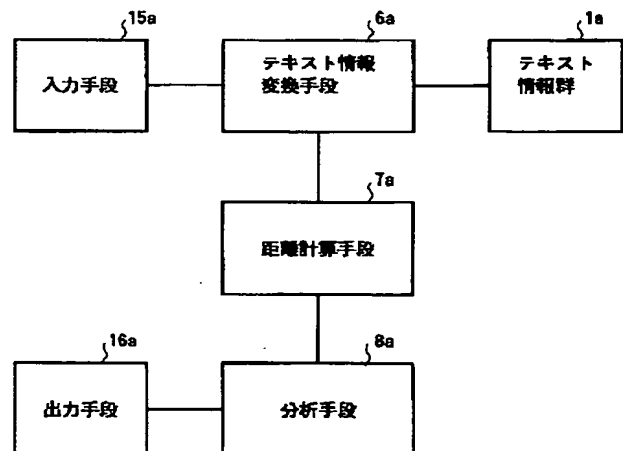 15a
6a
1a
入力手段
テキスト情報
変換手段
テキスト
情報群
7a
距離計算手段
16a
8a
出力手段
分析手段